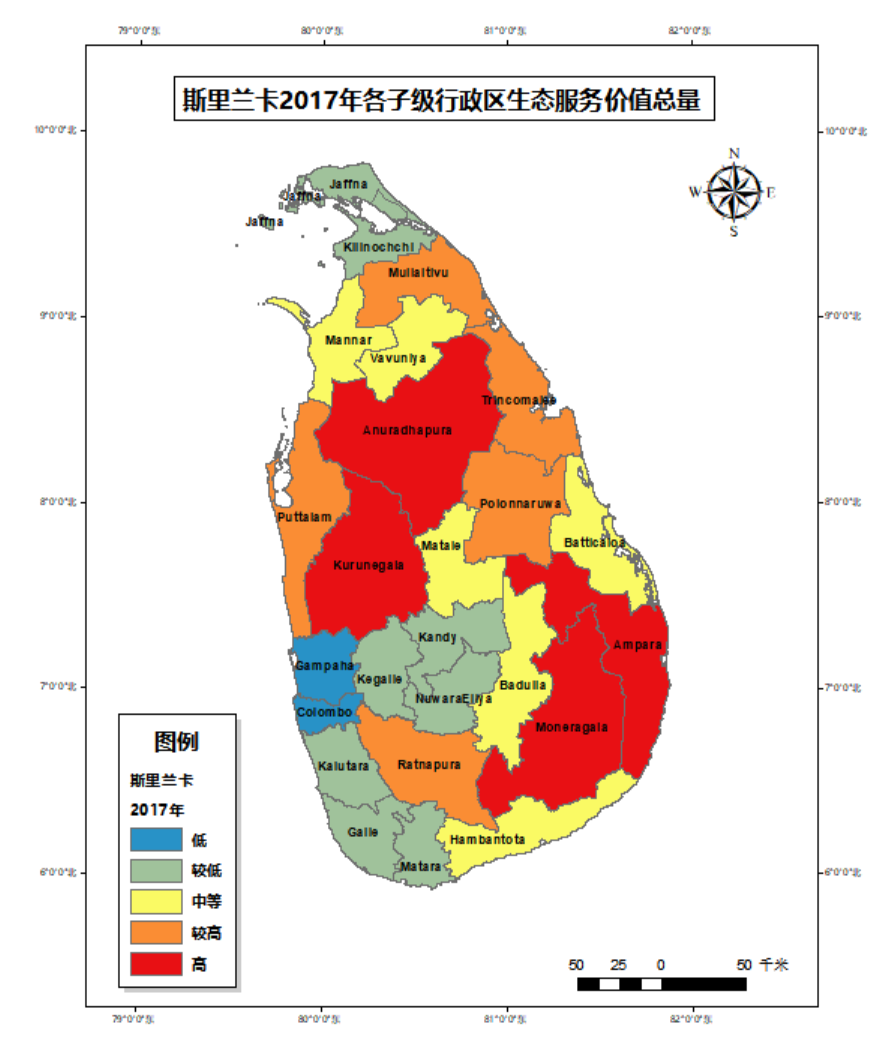 79°0'0"东 80°0'0"东 81°0'0"东 82°0'0"东
斯里兰卡2017年各子级行政区生态服务价值总量
10°0'0"北 10°0'0"北
N
W E
S
Jaffna
Jaffna
Jaffna
Kilinochchi
Mullaitivu
9°0'0"北 9°0'0"北
Mannar
Vavuniya
Trincomalee
Anuradhapura
8°0'0"北 8°0'0"北
Polonnaruwa
Puttalam
Batticaloa
Matale
Kurunegala
Kandy
Ampara
Gampaha
Kegalle
7°0'0"北 7°0'0"北
Badulla
NuwaraEliya
Colombo
Moneragala
Ratnapura
Kalutara
Galle
Hambantota
Matara
6°0'0"北 6°0'0"北
图例
斯里兰卡
2017年
低
较低
中等
较高
高
50 25 0 50 千米
79°0'0"东 80°0'0"东 81°0'0"东 82°0'0"东